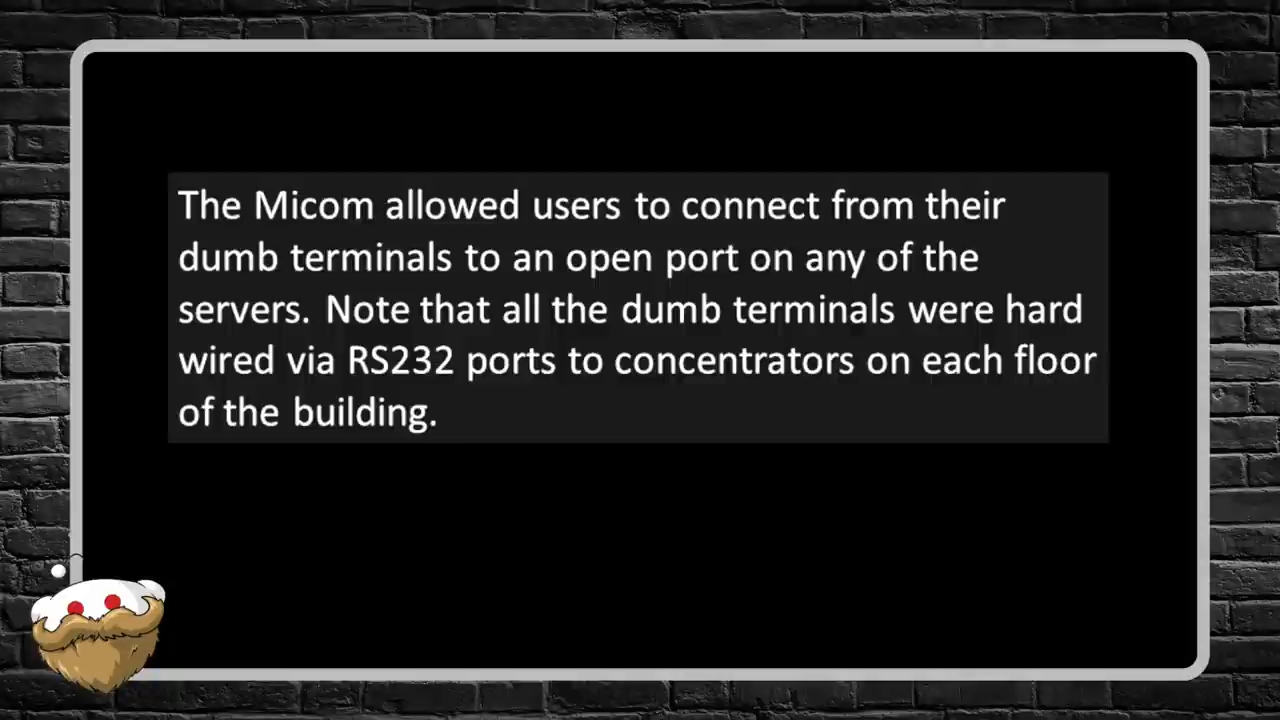 The Micom allowed users to connect from their
dumb terminals to an open port on any of the
servers. Note that all the dumb terminals were hard
wired via RS232 ports to concentrators on each floor
of the building.